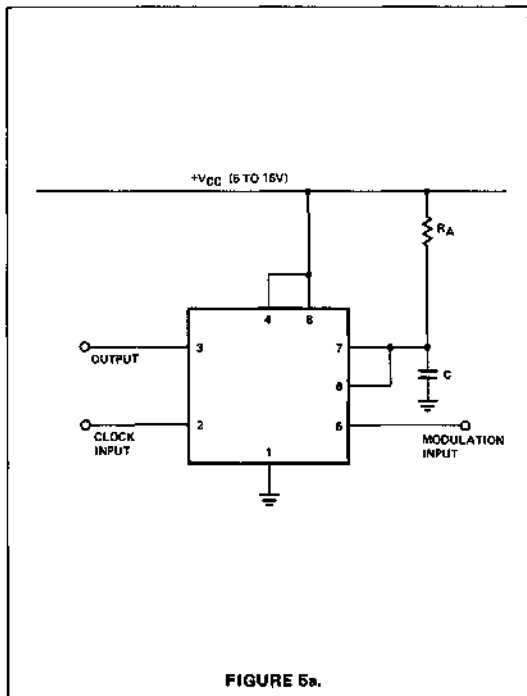 +VCC (5 TO 15V)
RA
4 8
OUTPUT
3
7
C
6
CLOCK
INPUT
2
5
MODULATION
INPUT
1
FIGURE 5a.